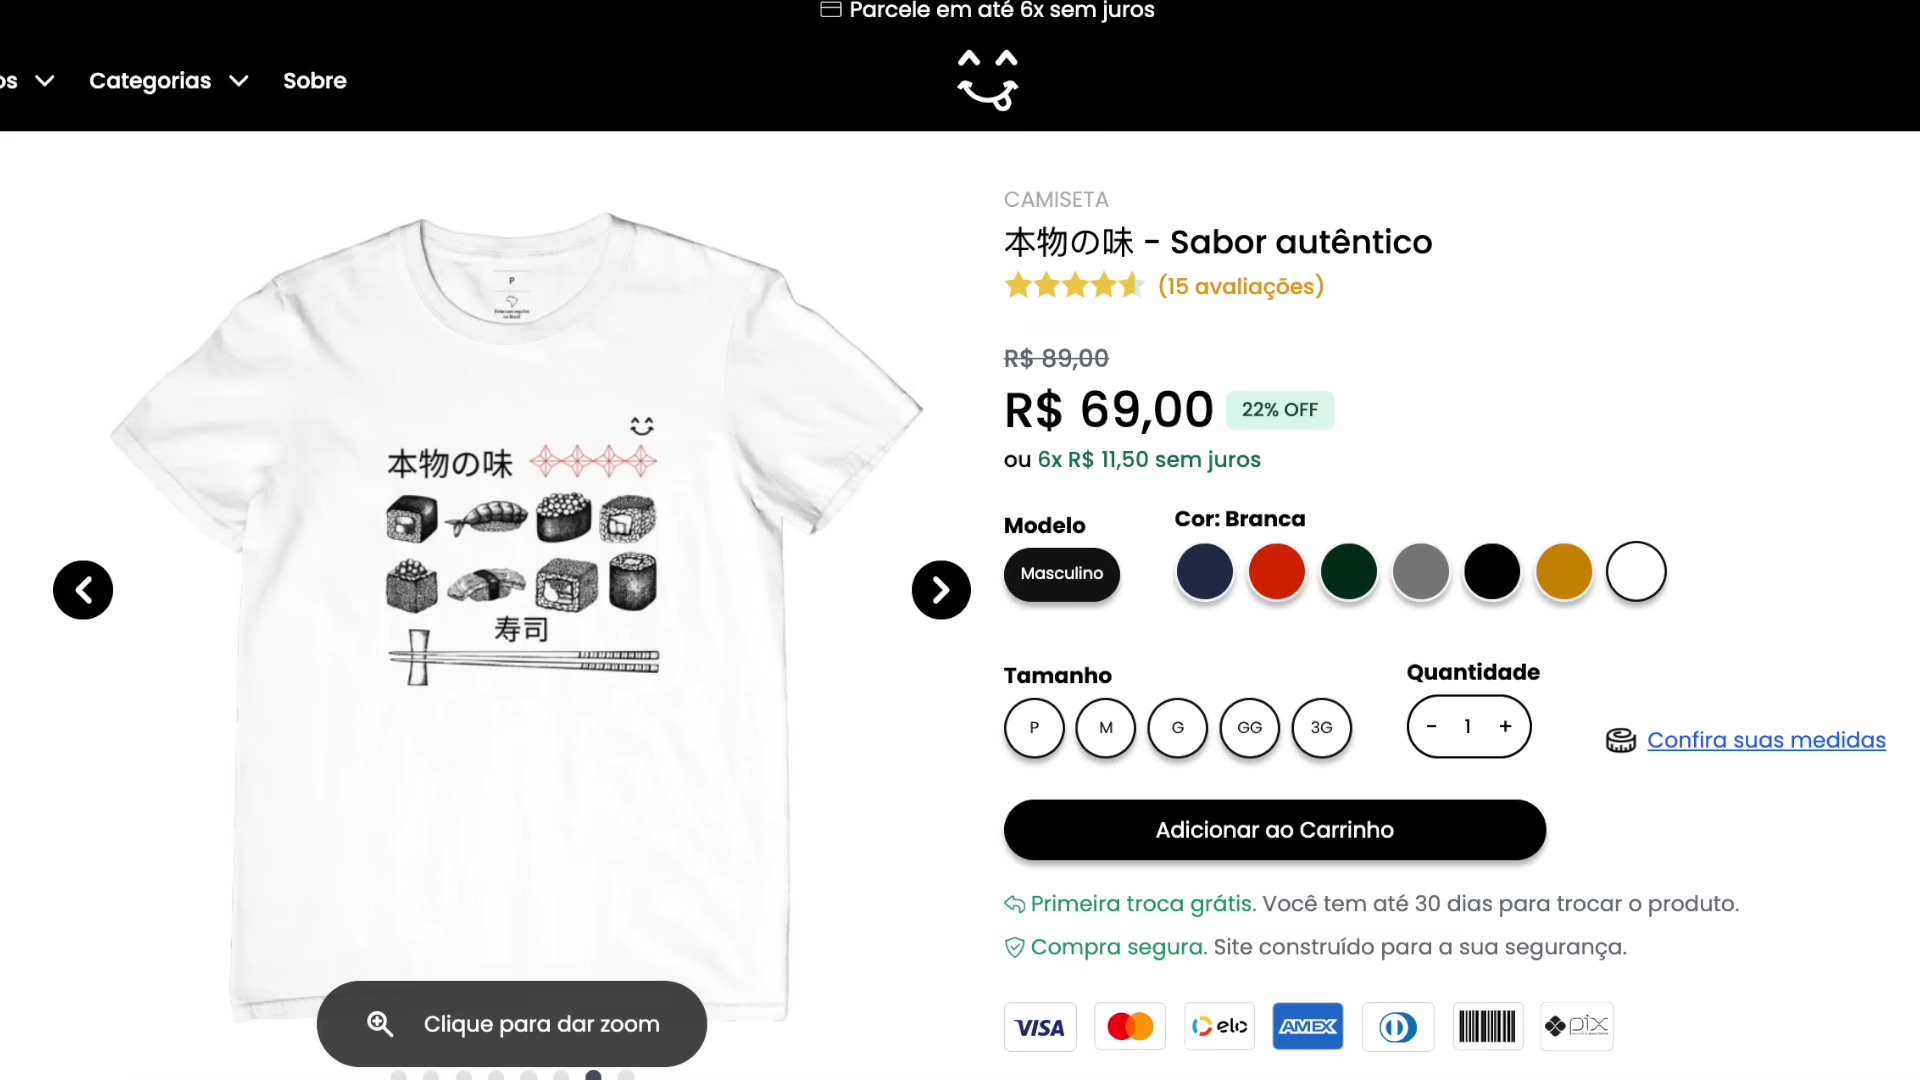 Parcele em até 6x sem juros
os
Categorias
Sobre
CAMISETA
本物の味 - Sabor autêntico
(15 avaliações)
R$ 89,00
R$ 69,00
22% OFF
ou 6x R$ 11,50 sem juros
Modelo
Masculino
Cor: Branca
Tamanho
P
M
G
GG
3G
Quantidade
- 1 +
Confira suas medidas
Adicionar ao Carrinho
Primeira troca grátis. Você tem até 30 dias para trocar o produto.
Compra segura. Site construído para a sua segurança.
VISA
elo
AMEX
pix
P
本物の味
寿司
Clique para dar zoom